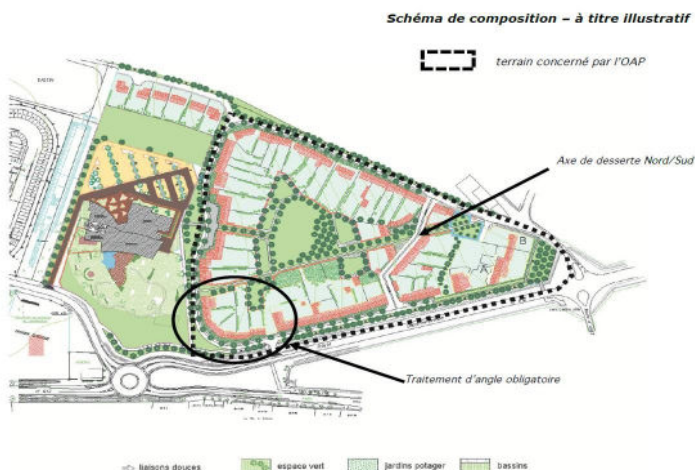 Schéma de composition – à titre illustratif
terrain concerné par l'OAP
Axe de desserte Nord/Sud
B
A
Traitement d'angle obligatoire
liaisons douces
espace vert
jardins potager
bassins